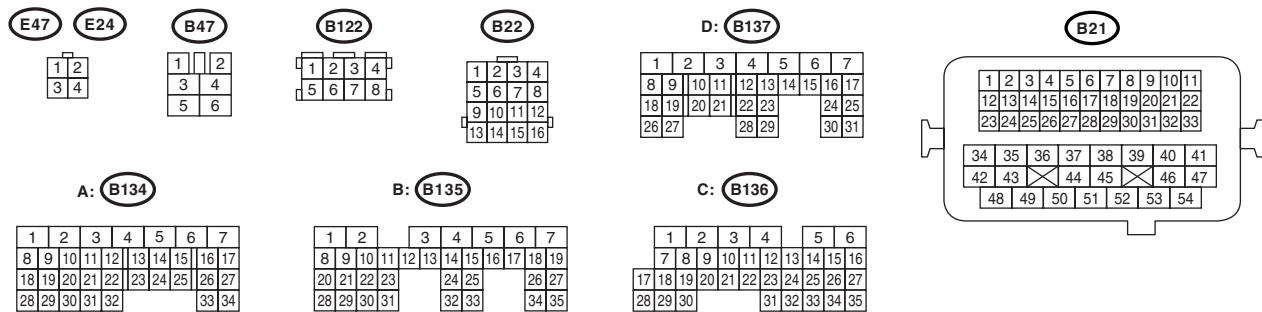 E47 E24
1 2
3 4
B47
1 2
3 4
5 6
B122
1 2 3 4
5 6 7 8
B22
1 2 3 4
5 6 7 8
9 10 11 12
13 14 15 16
D: B137
1 2 3 4 5 6 7
8 9 10 11 12 13 14 15 16 17
18 19 20 21 22 23 24 25
26 27 28 29 30 31
B21
1 2 3 4 5 6 7 8 9 10 11
12 13 14 15 16 17 18 19 20 21 22
23 24 25 26 27 28 29 30 31 32 33
34 35 36 37 38 39 40 41
42 43 44 45 46 47
48 49 50 51 52 53 54
A: B134
1 2 3 4 5 6 7
8 9 10 11 12 13 14 15 16 17
18 19 20 21 22 23 24 25 26 27
28 29 30 31 32 33 34
B: B135
1 2 3 4 5 6 7
8 9 10 11 12 13 14 15 16 17 18 19
20 21 22 23 24 25 26 27
28 29 30 31 32 33 34 35
C: B136
1 2 3 4 5 6
7 8 9 10 11 12 13 14 15 16
17 18 19 20 21 22 23 24 25 26 27
28 29 30 31 32 33 34 35